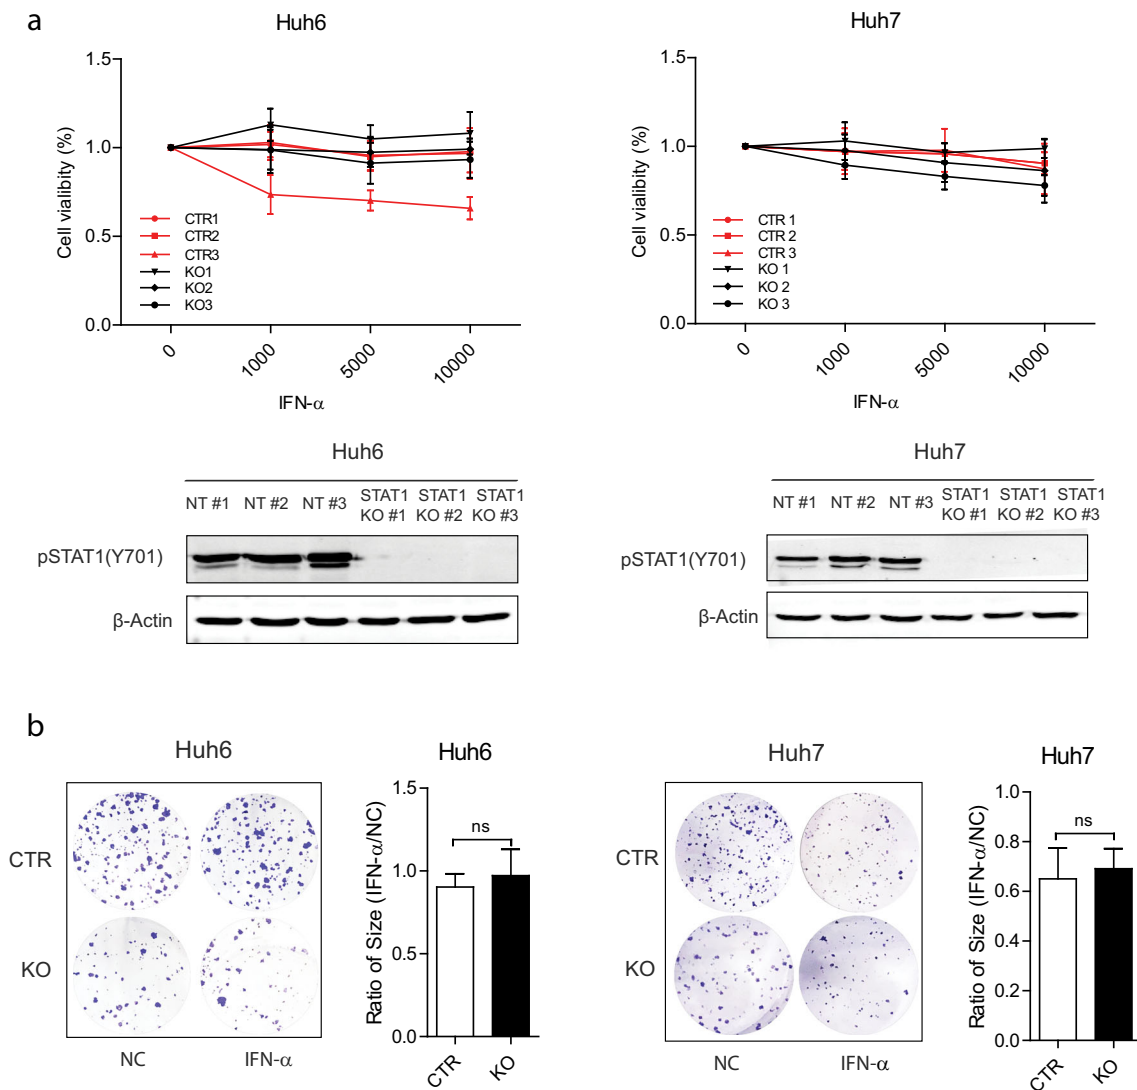 a
Huh6
Cell vialibity (%)
1.5
1.0
0.5
0.0
CTR1
CTR2
CTR3
KO1
KO2
KO3
0
1000
5000
10000
IFN-α
Huh7
Cell vialibity (%)
1.5
1.0
0.5
0.0
CTR 1
CTR 2
CTR 3
KO 1
KO 2
KO 3
0
1000
5000
10000
IFN-α
Huh6
NT #1 NT #2 NT #3 STAT1 STAT1 STAT1
KO #1 KO #2 KO #3
pSTAT1(Y701)
β-Actin
Huh7
NT #1 NT #2 NT #3 STAT1 STAT1 STAT1
KO #1 KO #2 KO #3
pSTAT1(Y701)
β-Actin
b
Huh6
CTR
KO
NC IFN-α
Huh6
Ratio of Size (IFN-α/NC)
1.5
1.0
0.5
0.0
ns
CTR KO
Huh7
CTR
KO
NC IFN-α
Huh7
Ratio of Size (IFN-α/NC)
1.0
0.8
0.6
0.4
0.2
0.0
ns
CTR KO